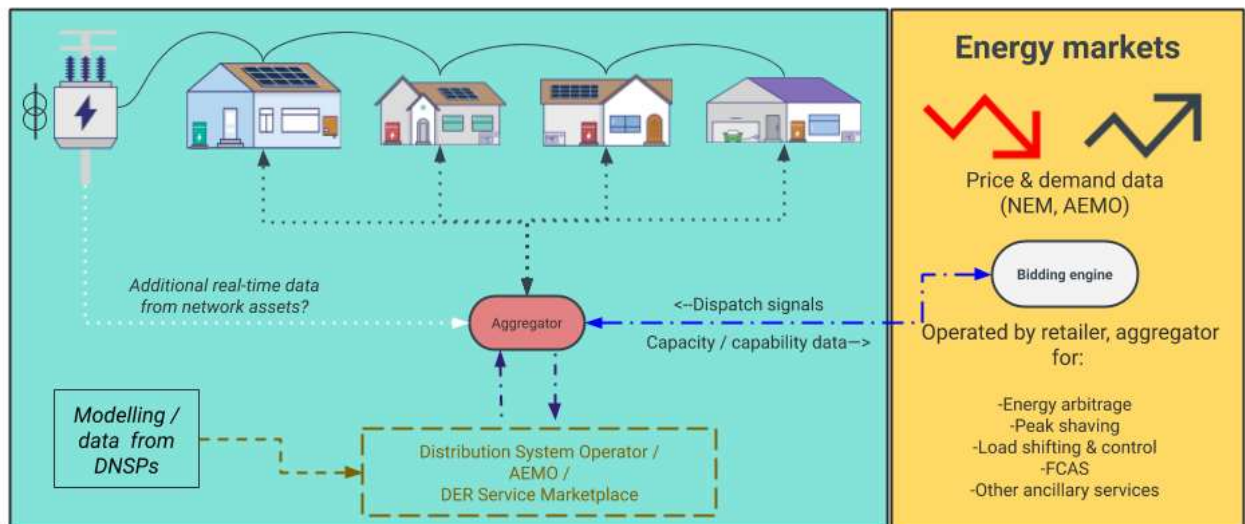 Energy markets
Price & demand data
(NEM, AEMO)
Bidding engine
Additional real-time data
from network assets?
Aggregator
<--Dispatch signals
Capacity / capability data—>
Operated by retailer, aggregator
for:
-Energy arbitrage
-Peak shaving
-Load shifting & control
-FCAS
-Other ancillary services
Modelling /
data from
DNSPs
Distribution System Operator /
AEMO /
DER Service Marketplace